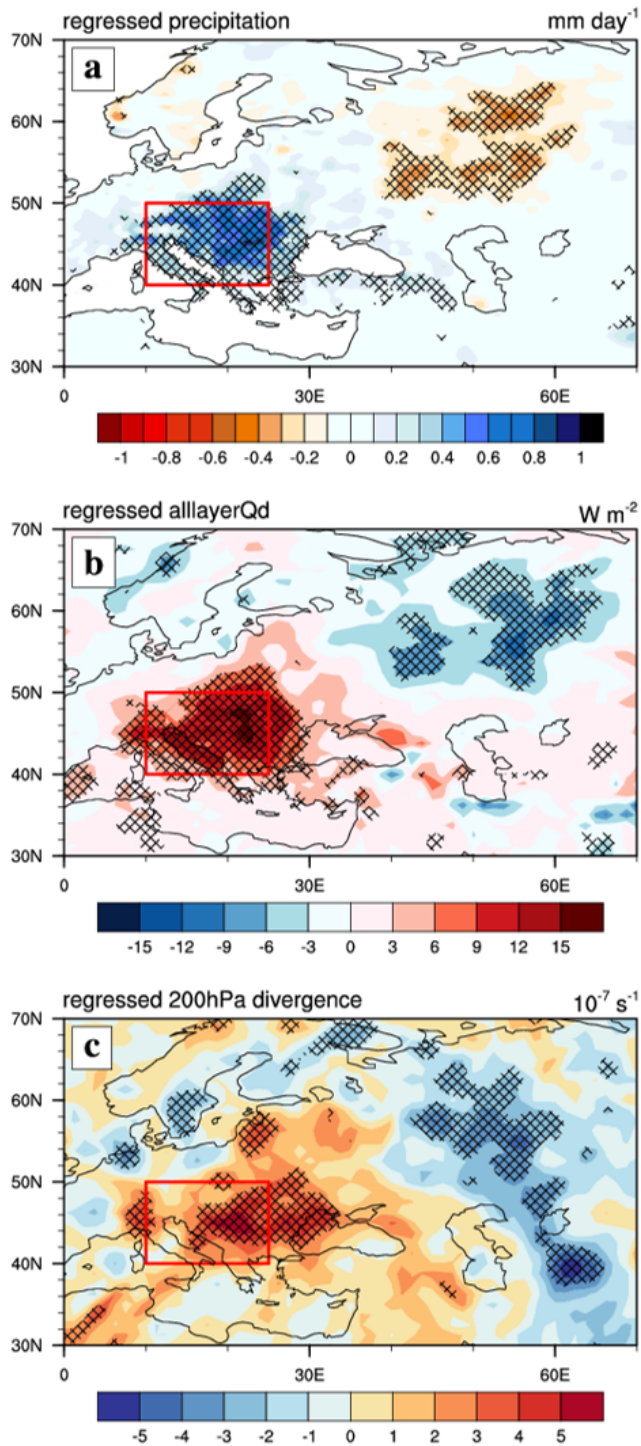 regressed precipitation mm day-1
a
70N
60N
50N
40N
30N
0 30E 60E
-1 -0.8 -0.6 -0.4 -0.2 0 0.2 0.4 0.6 0.8 1
regressed alllayerQd W m-2
b
70N
60N
50N
40N
30N
0 30E 60E
-15 -12 -9 -6 -3 0 3 6 9 12 15
regressed 200hPa divergence 10-7 s-1
c
70N
60N
50N
40N
30N
0 30E 60E
-5 -4 -3 -2 -1 0 1 2 3 4 5